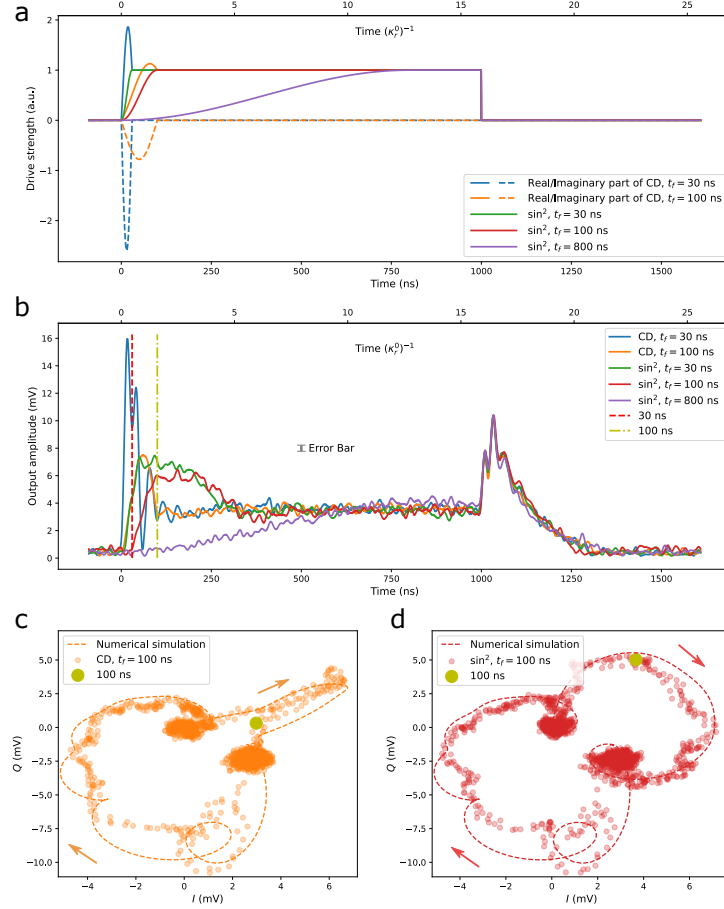 a
0 5 10 15 20 25
Time (κᵣ⁰)⁻¹
Drive strength (a.u.)
2
1
0
−1
−2
Real/Imaginary part of CD, t_f = 30 ns
Real/Imaginary part of CD, t_f = 100 ns
sin², t_f = 30 ns
sin², t_f = 100 ns
sin², t_f = 800 ns
0 250 500 750 1000 1250 1500
Time (ns)
b
0 5 10 15 20 25
Time (κᵣ⁰)⁻¹
Output amplitude (mV)
16
14
12
10
8
6
4
2
0
CD, t_f = 30 ns
CD, t_f = 100 ns
sin², t_f = 30 ns
sin², t_f = 100 ns
sin², t_f = 800 ns
30 ns
100 ns
Error Bar
0 250 500 750 1000 1250 1500
Time (ns)
c
Numerical simulation
CD, t_f = 100 ns
100 ns
Q (mV)
5.0
2.5
0.0
−2.5
−5.0
−7.5
−10.0
−4 −2 0 2 4 6
I (mV)
d
Numerical simulation
sin², t_f = 100 ns
100 ns
Q (mV)
5.0
2.5
0.0
−2.5
−5.0
−7.5
−10.0
−4 −2 0 2 4 6
I (mV)